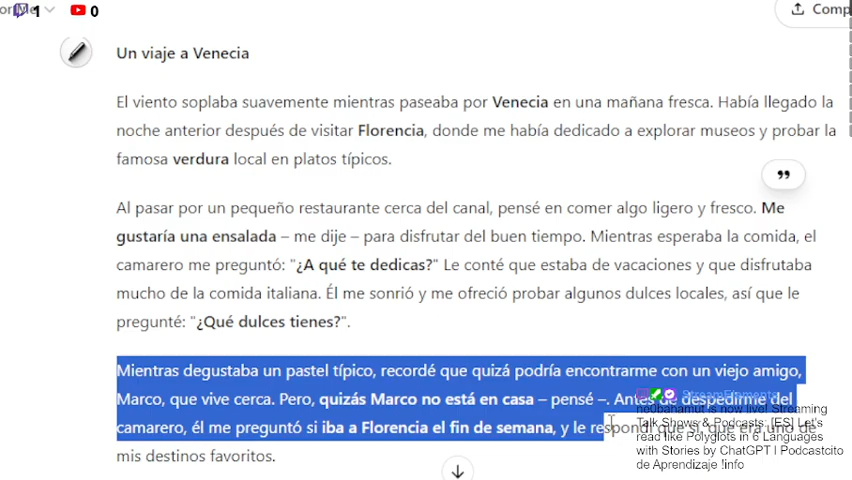 1
0
Comp
Un viaje a Venecia
El viento soplaba suavemente mientras paseaba por Venecia en una mañana fresca. Había llegado la
noche anterior después de visitar Florencia, donde me había dedicado a explorar museos y probar la
famosa verdura local en platos típicos.
Al pasar por un pequeño restaurante cerca del canal, pensé en comer algo ligero y fresco. Me
gustaría una ensalada – me dije – para disfrutar del buen tiempo. Mientras esperaba la comida, el
camarero me preguntó: "¿A qué te dedicas?" Le conté que estaba de vacaciones y que disfrutaba
mucho de la comida italiana. Él me sonrió y me ofreció probar algunos dulces locales, así que le
pregunté: "¿Qué dulces tienes?".
Mientras degustaba un pastel típico, recordé que quizá podría encontrarme con un viejo amigo,
Marco, que vive cerca. Pero, quizás Marco no está en casa – pensé –. Antes de despedirme del
camarero, él me preguntó si iba a Florencia el fin de semana, y le respondí que sí, que era uno de
mis destinos favoritos.
StreamElements
no0bahamut is now live! Streaming
Talk Shows & Podcasts: [ES] Let's
read like Polyglots in 6 Languages
with Stories by ChatGPT I Podcastcito
de Aprendizaje !info